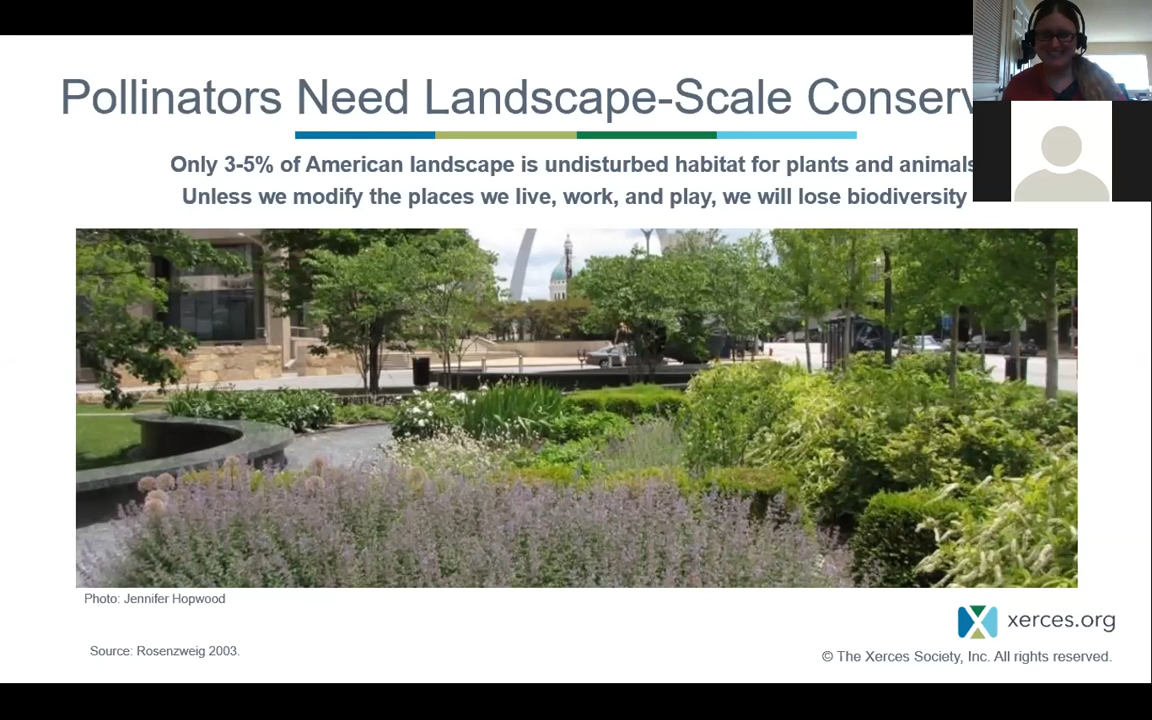 Pollinators Need Landscape-Scale Conserv
Only 3-5% of American landscape is undisturbed habitat for plants and animals
Unless we modify the places we live, work, and play, we will lose biodiversity
Photo: Jennifer Hopwood
xerces.org
Source: Rosenzweig 2003.
© The Xerces Society, Inc. All rights reserved.